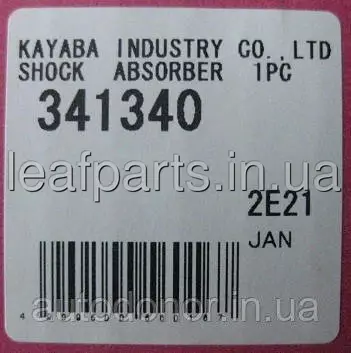 KAYABA INDUSTRY CO.,LTD
SHOCK ABSORBER 1PC
341340
leafparts.in.ua
2E21
JAN
autodonor.in.ua